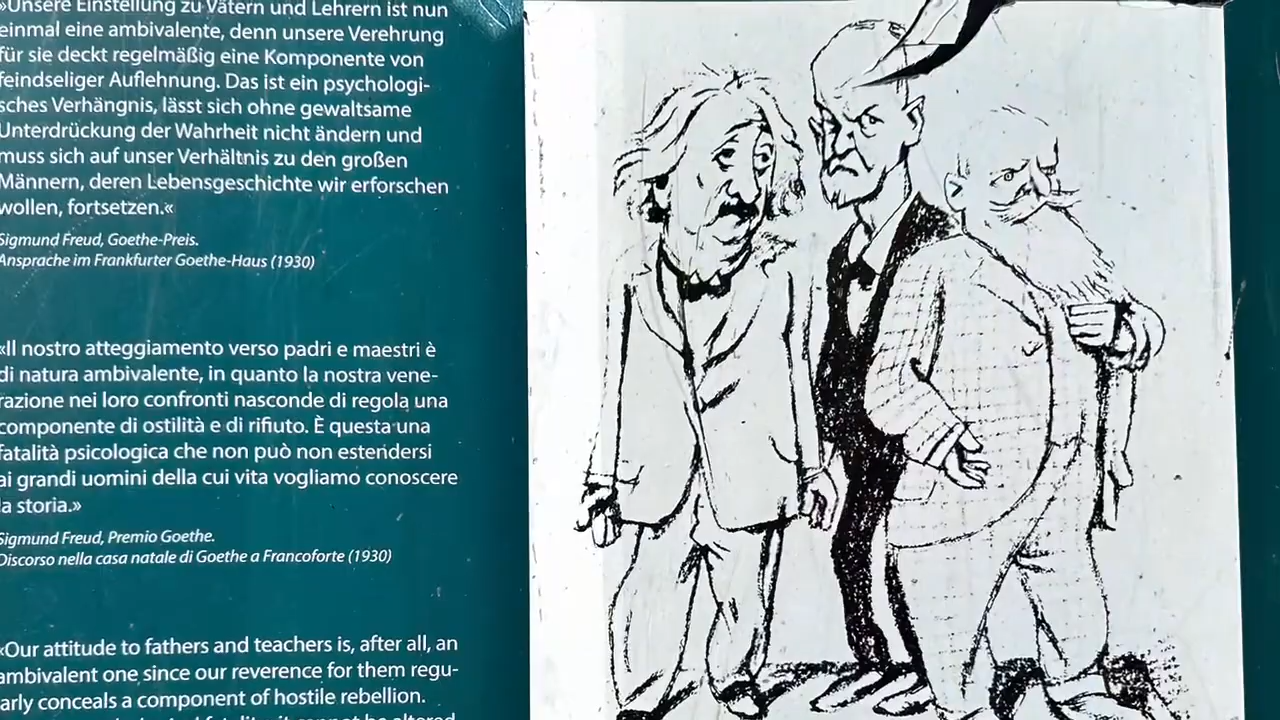 »Unsere Einstellung zu Vätern und Lehrern ist nun
einmal eine ambivalente, denn unsere Verehrung
für sie deckt regelmäßig eine Komponente von
feindseliger Auflehnung. Das ist ein psychologi-
sches Verhängnis, lässt sich ohne gewaltsame
Unterdrückung der Wahrheit nicht ändern und
muss sich auf unser Verhältnis zu den großen
Männern, deren Lebensgeschichte wir erforschen
wollen, fortsetzen.«
Sigmund Freud, Goethe-Preis.
Ansprache im Frankfurter Goethe-Haus (1930)
«Il nostro atteggiamento verso padri e maestri è
di natura ambivalente, in quanto la nostra vene-
razione nei loro confronti nasconde di regola una
componente di ostilità e di rifiuto. È questa una
fatalità psicologica che non può non estendersi
ai grandi uomini della cui vita vogliamo conoscere
la storia.»
Sigmund Freud, Premio Goethe.
Discorso nella casa natale di Goethe a Francoforte (1930)
«Our attitude to fathers and teachers is, after all, an
ambivalent one since our reverence for them regu-
larly conceals a component of hostile rebellion.